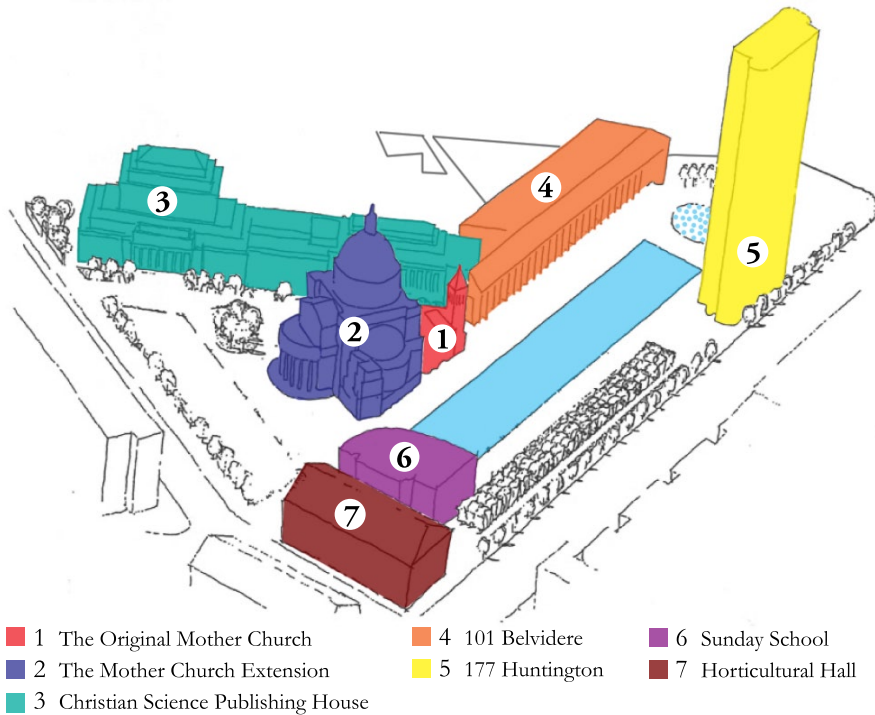 3
4
5
2
1
6
7
1 The Original Mother Church
2 The Mother Church Extension
3 Christian Science Publishing House
4 101 Belvidere
5 177 Huntington
6 Sunday School
7 Horticultural Hall